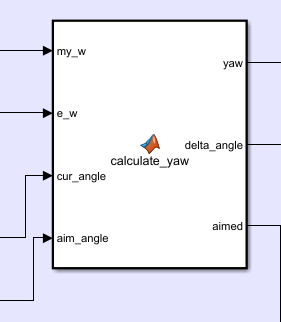 my_w
yaw
e_w
delta_angle
calculate_yaw
cur_angle
aimed
aim_angle